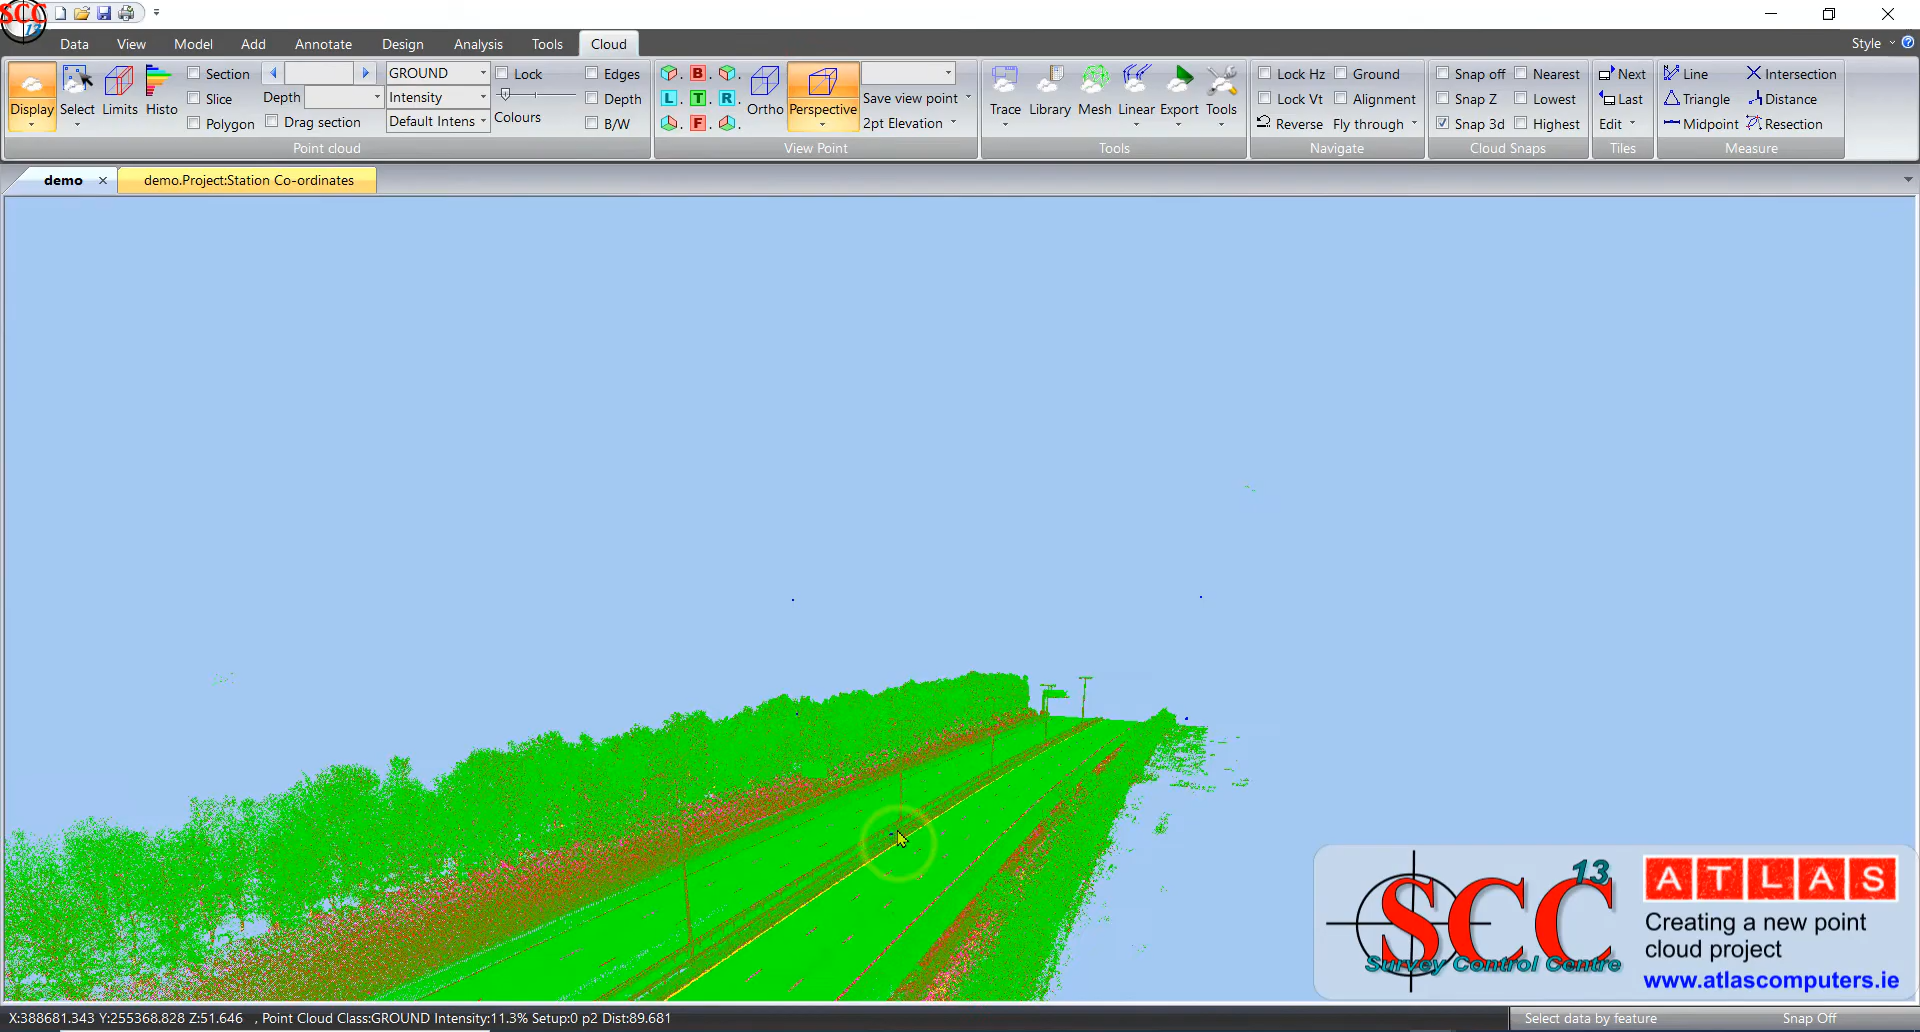 SCC
13
Data View Model Add Annotate Design Analysis Tools Cloud Style
Display Select Limits Histo
Section
Slice
Polygon
Depth
Drag section
GROUND
Intensity
Default Intens
Lock
Colours
Edges
Depth
B/W
Point cloud
B
L T R
F
Ortho Perspective
Save view point
2pt Elevation
View Point
Trace Library Mesh Linear Export Tools
Tools
Lock Hz Ground
Lock Vt Alignment
Reverse Fly through
Navigate
Snap off Nearest
Snap Z Lowest
Snap 3d Highest
Cloud Snaps
Next
Last
Edit
Tiles
Line Intersection
Triangle Distance
Midpoint Resection
Measure
demo demo.Project:Station Co-ordinates
SCC 13
Survey Control Centre
ATLAS
Creating a new point
cloud project
www.atlascomputers.ie
X:388681.343 Y:255368.828 Z:51.646 , Point Cloud Class:GROUND Intensity:11.3% Setup:0 p2 Dist:89.681 Select data by feature Snap Off